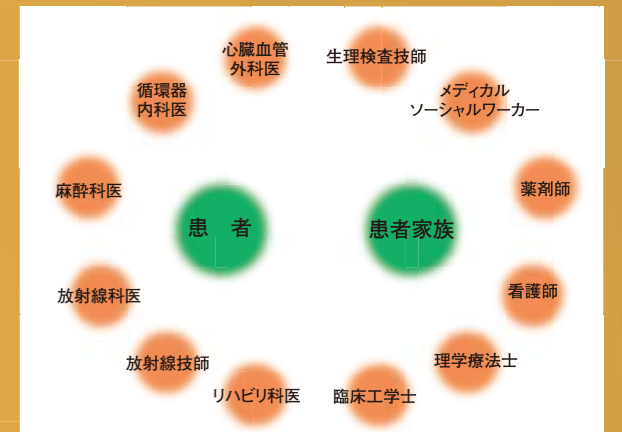 心臓血管
外科医
生理検査技師
循環器
内科医
メディカル
ソーシャルワーカー
麻酔科医
薬剤師
患　者
患者家族
放射線科医
看護師
放射線技師
理学療法士
リハビリ科医
臨床工学士